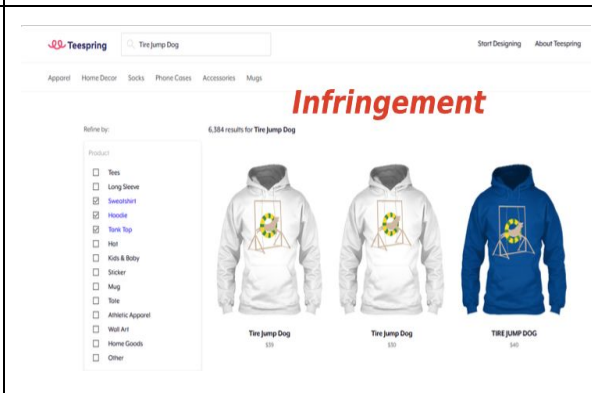 Teespring
Tire Jump Dog
Start Designing About Teespring
Apparel Home Decor Socks Phone Cases Accessories Mugs
Infringement
Refine by:
6,384 results for Tire Jump Dog
Product
Tees
Long Sleeve
Sweatshirt
Hoodie
Tank Top
Hat
Kids & Baby
Sticker
Mug
Tote
Athletic Apparel
Wall Art
Home Goods
Other
Tire Jump Dog
Tire Jump Dog
TIRE JUMP DOG
$30
$40